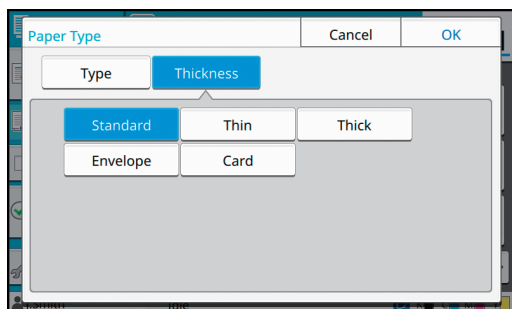 Paper Type Cancel OK
Type Thickness
Standard Thin Thick
Envelope Card